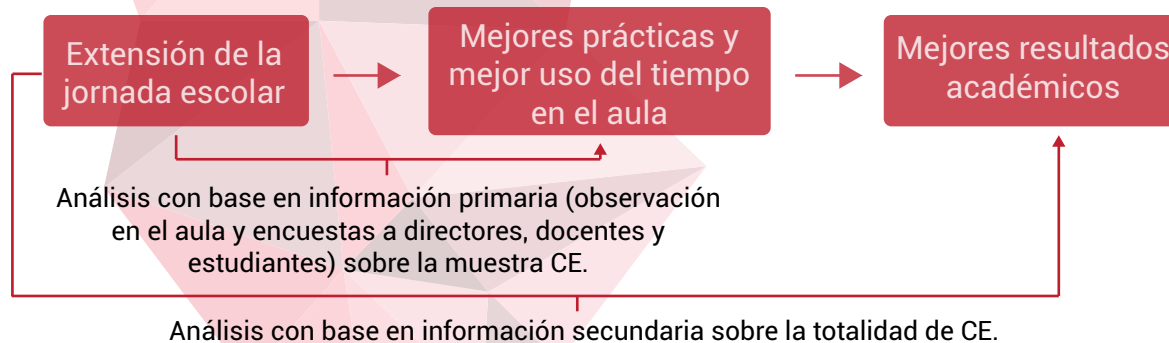 Extensión de la
jornada escolar
Mejores prácticas y
mejor uso del tiempo
en el aula
Mejores resultados
académicos
Análisis con base en información primaria (observación
en el aula y encuestas a directores, docentes y
estudiantes) sobre la muestra CE.
Análisis con base en información secundaria sobre la totalidad de CE.